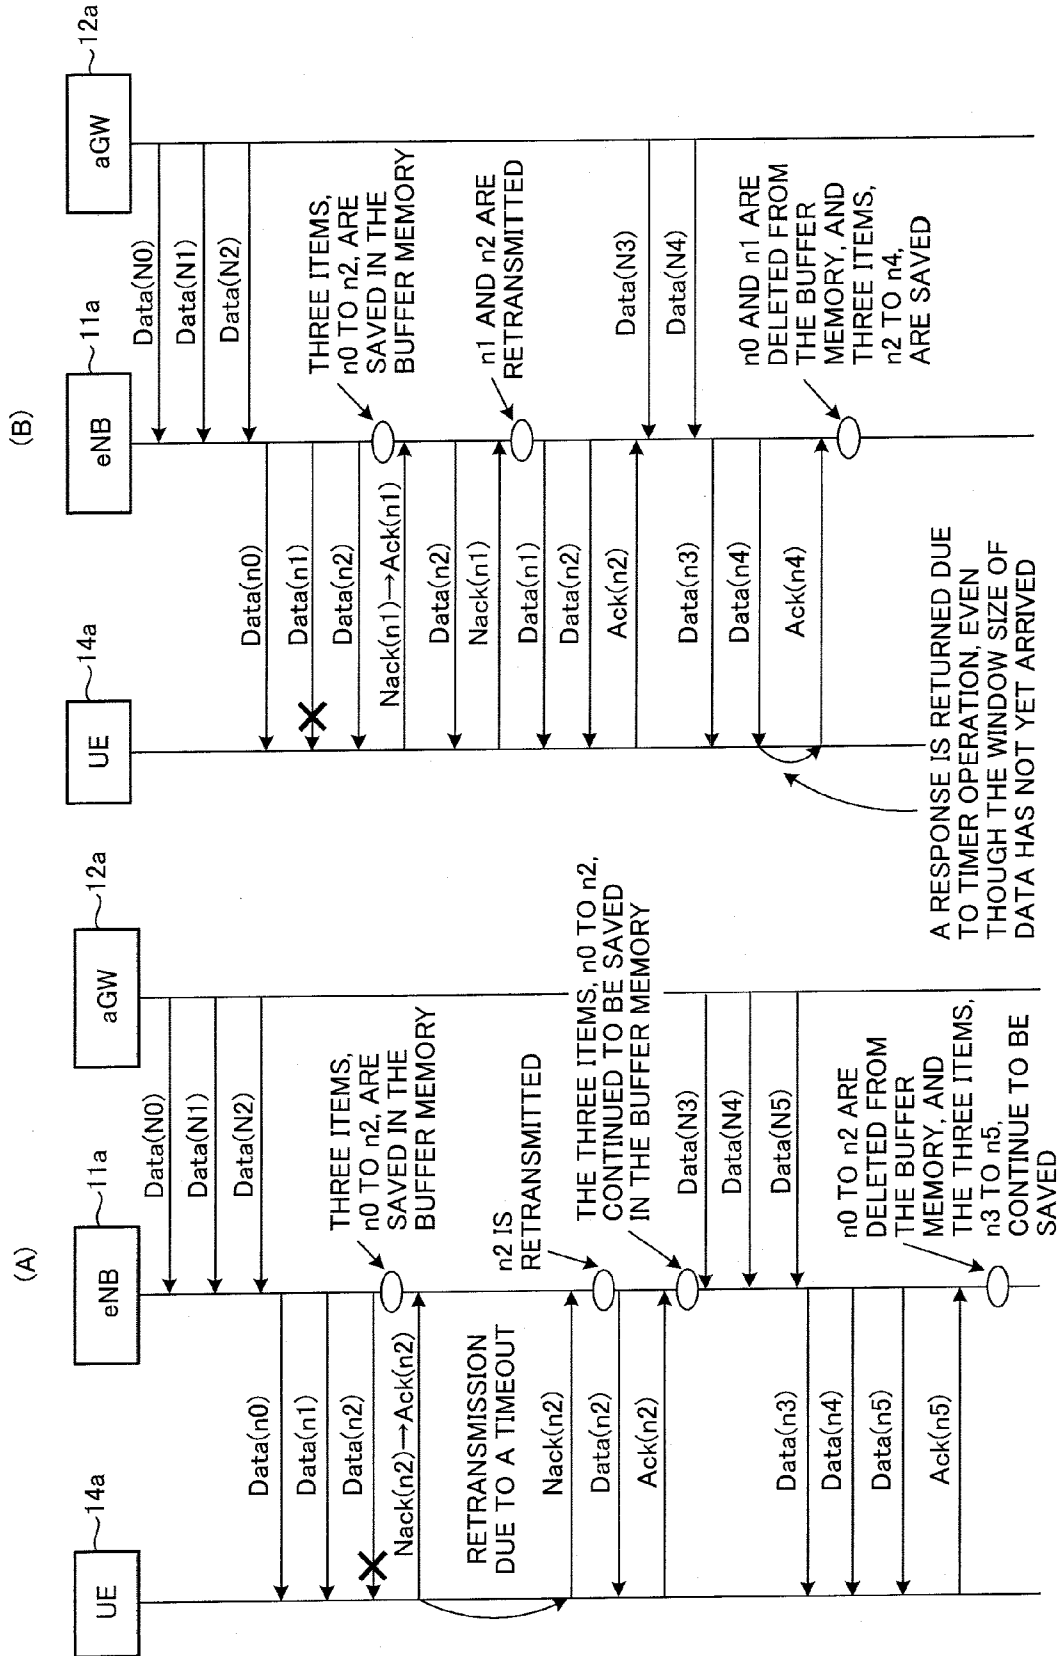 (A)
UE
14a
eNB
11a
aGW
12a
Data(N0)
Data(N1)
Data(N2)
Data(n0)
Data(n1)
Data(n2)
Nack(n2)→Ack(n2)
THREE ITEMS,
n0 TO n2, ARE
SAVED IN THE
BUFFER MEMORY
RETRANSMISSION
DUE TO A TIMEOUT
Nack(n2)
n2 IS
RETRANSMITTED
Data(n2)
Ack(n2)
THE THREE ITEMS, n0 TO n2,
CONTINUED TO BE SAVED
IN THE BUFFER MEMORY
Data(N3)
Data(N4)
Data(N5)
Data(n3)
Data(n4)
Data(n5)
Ack(n5)
n0 TO n2 ARE
DELETED FROM
THE BUFFER
MEMORY, AND
THE THREE ITEMS,
n3 TO n5,
CONTINUE TO BE
SAVED
(B)
UE
14a
eNB
11a
aGW
12a
Data(N0)
Data(N1)
Data(N2)
Data(n0)
Data(n1)
Data(n2)
Nack(n1)→Ack(n1)
THREE ITEMS,
n0 TO n2, ARE
SAVED IN THE
BUFFER MEMORY
Data(n2)
Nack(n1)
n1 AND n2 ARE
RETRANSMITTED
Data(n1)
Data(n2)
Ack(n2)
Data(N3)
Data(N4)
Data(n3)
Data(n4)
Ack(n4)
n0 AND n1 ARE
DELETED FROM
THE BUFFER
MEMORY, AND
THREE ITEMS,
n2 TO n4,
ARE SAVED
A RESPONSE IS RETURNED DUE
TO TIMER OPERATION, EVEN
THOUGH THE WINDOW SIZE OF
DATA HAS NOT YET ARRIVED